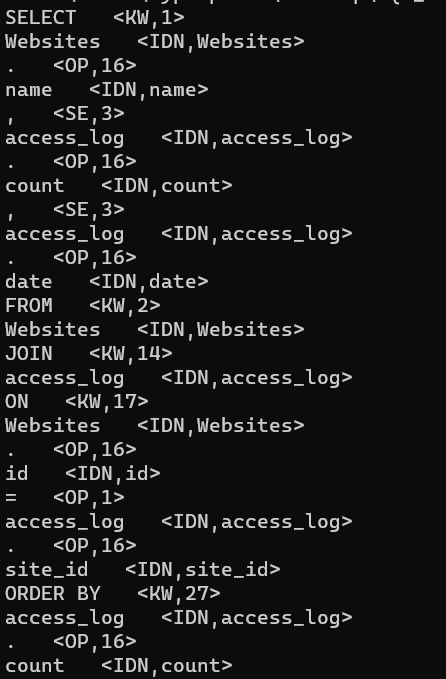 SELECT   <KW,1>
Websites   <IDN,Websites>
.   <OP,16>
name   <IDN,name>
,   <SE,3>
access_log   <IDN,access_log>
.   <OP,16>
count   <IDN,count>
,   <SE,3>
access_log   <IDN,access_log>
.   <OP,16>
date   <IDN,date>
FROM   <KW,2>
Websites   <IDN,Websites>
JOIN   <KW,14>
access_log   <IDN,access_log>
ON   <KW,17>
Websites   <IDN,Websites>
.   <OP,16>
id   <IDN,id>
=   <OP,1>
access_log   <IDN,access_log>
.   <OP,16>
site_id   <IDN,site_id>
ORDER BY   <KW,27>
access_log   <IDN,access_log>
.   <OP,16>
count   <IDN,count>